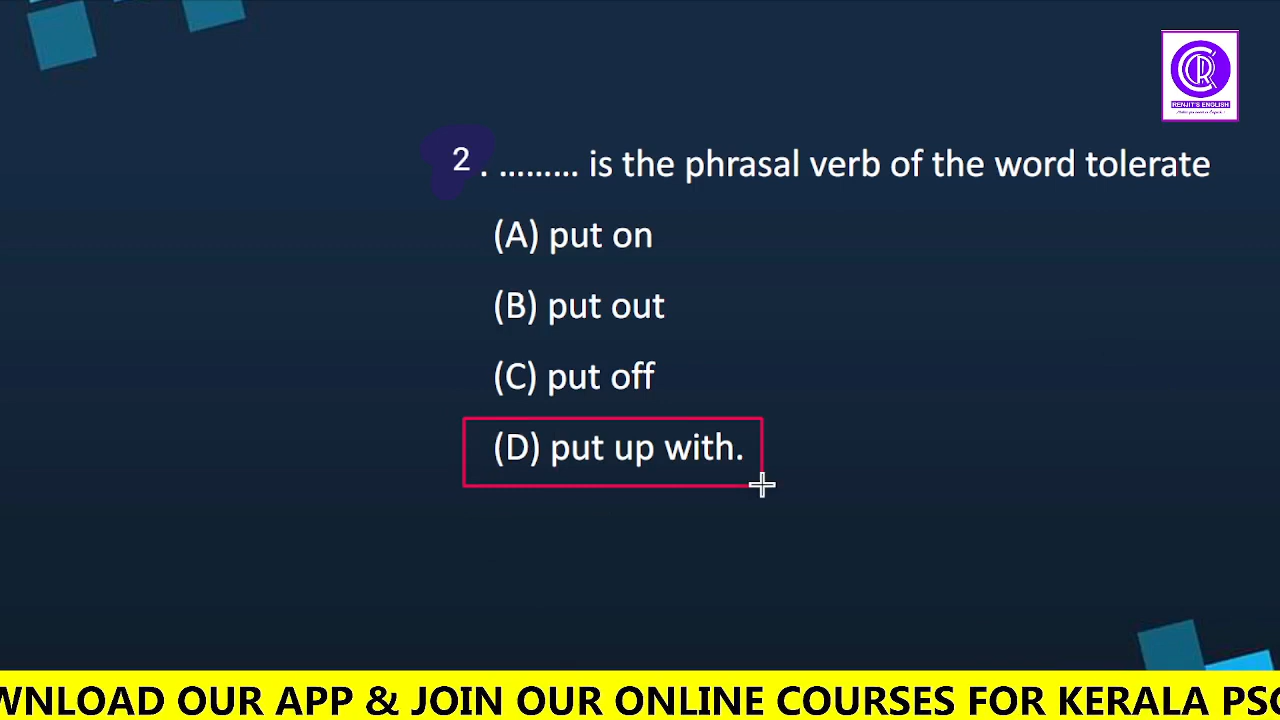 RENJIT'S ENGLISH
2. ......... is the phrasal verb of the word tolerate
(A) put on
(B) put out
(C) put off
(D) put up with.
WNLOAD OUR APP & JOIN OUR ONLINE COURSES FOR KERALA PSC